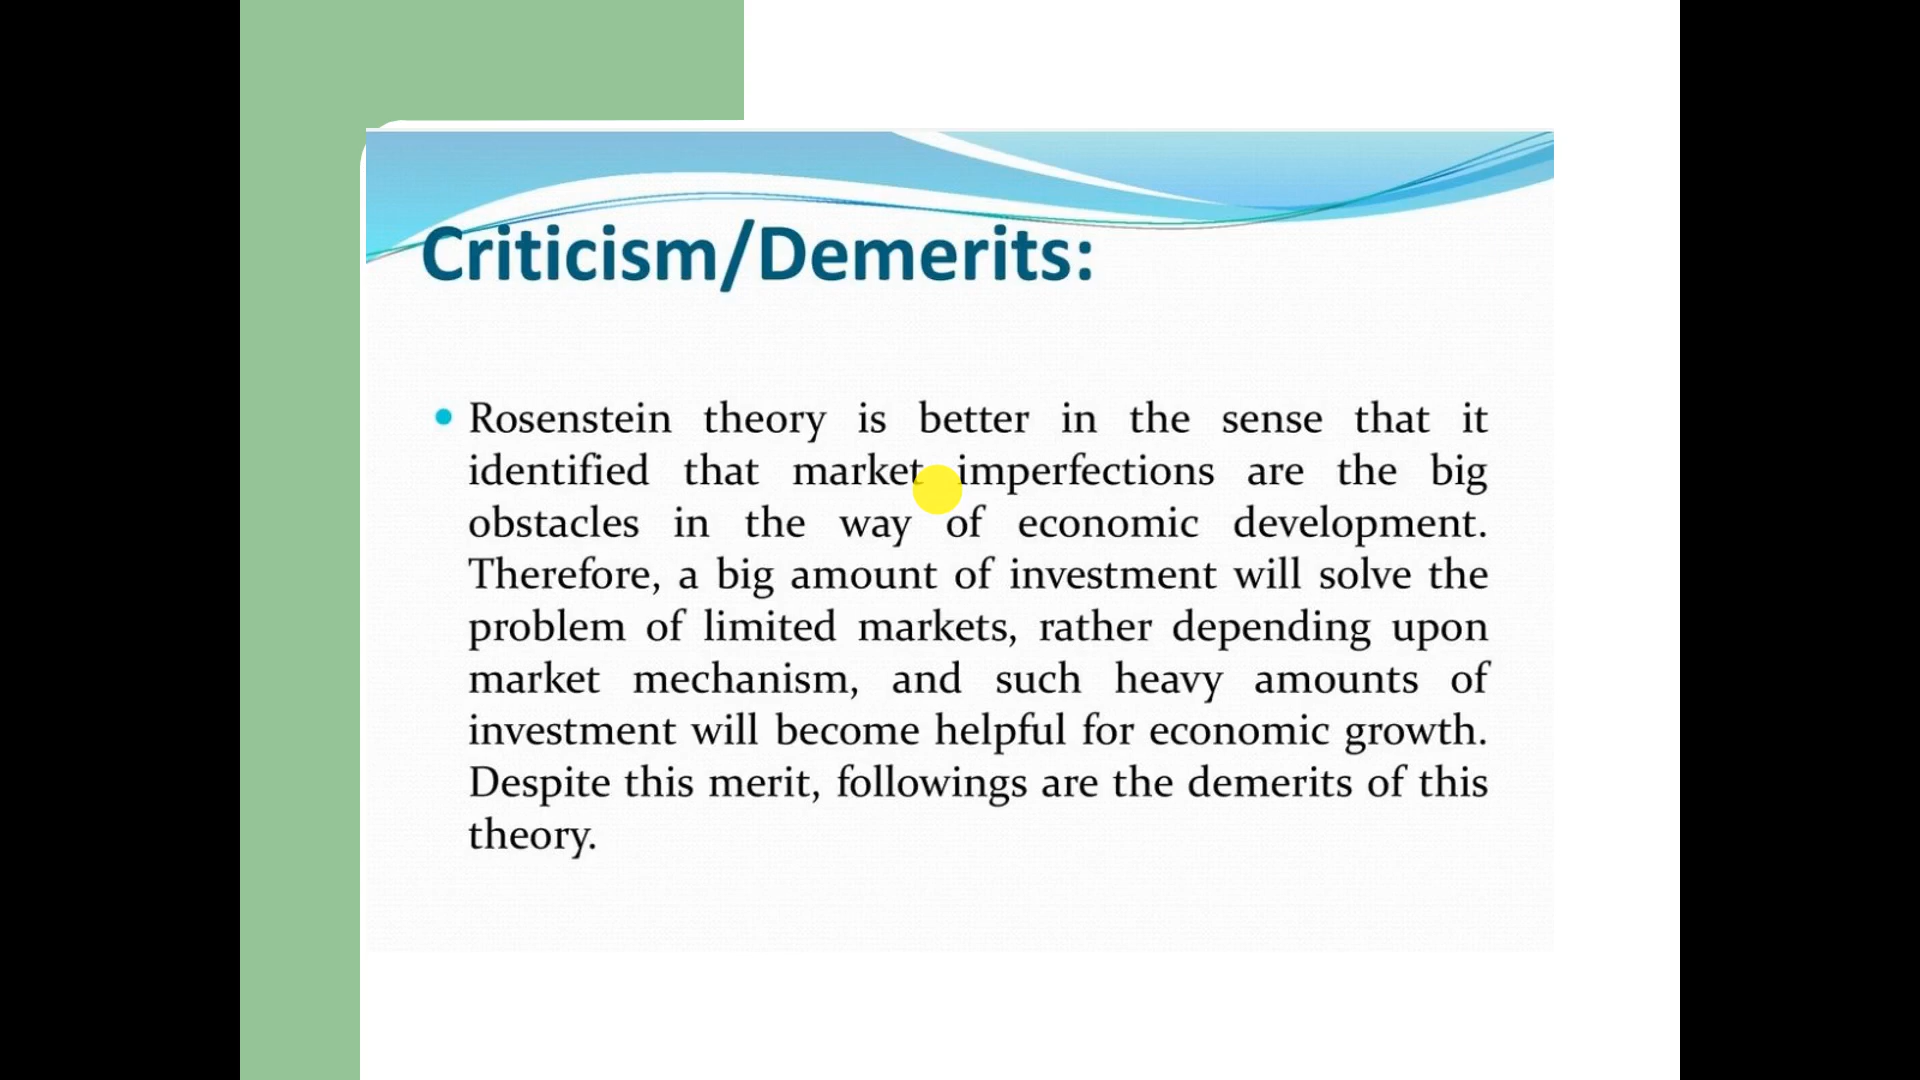 Criticism/Demerits:
• Rosenstein theory is better in the sense that it
identified that market imperfections are the big
obstacles in the way of economic development.
Therefore, a big amount of investment will solve the
problem of limited markets, rather depending upon
market mechanism, and such heavy amounts of
investment will become helpful for economic growth.
Despite this merit, followings are the demerits of this
theory.